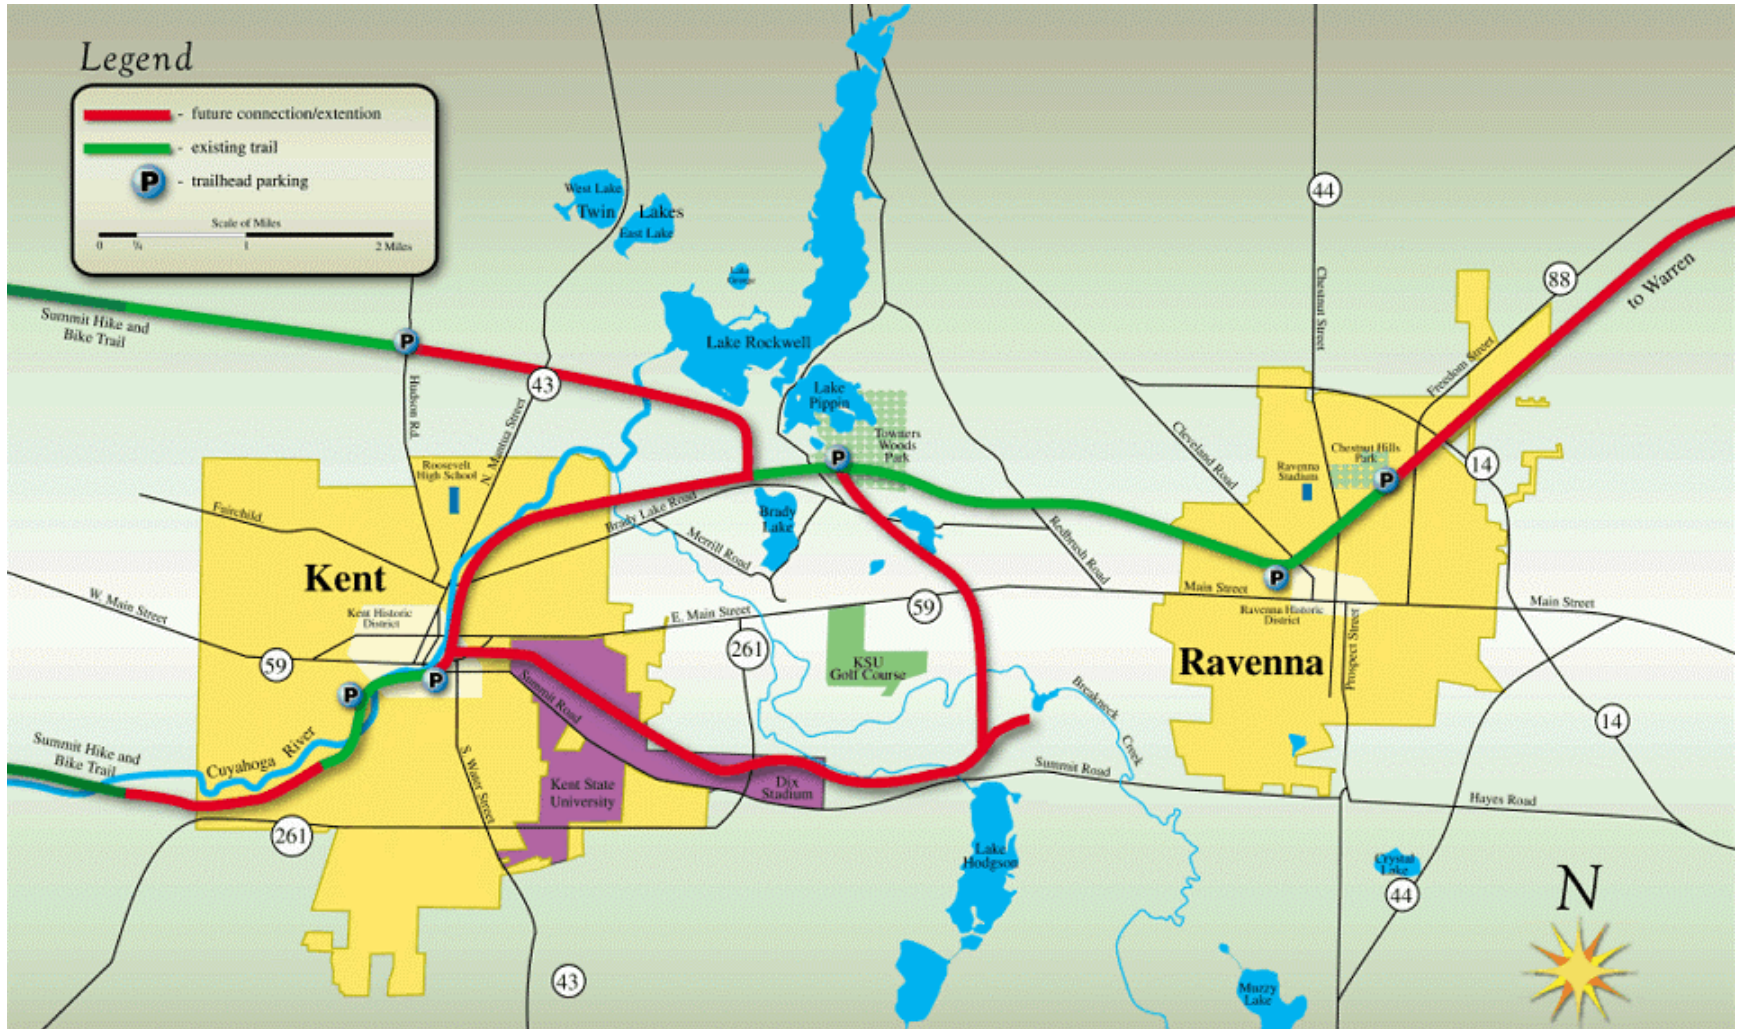 Legend
- future connection/extention
- existing trail
P - trailhead parking
Scale of Miles
0 ¼ 1 2 Miles
44
West Lake
Twin Lakes
East Lake
Lake
George
88
to Warren
Summit Hike and
Bike Trail
P
Lake Rockwell
Chestnut Street
43
Hudson Rd.
N. Mantua Street
Lake
Pippin
Freedom Street
Towners
Woods
Park
P
Cleveland Road
Chestnut Hills
Park
P
14
Ravenna
Stadium
Roosevelt
High School
Fairchild
Brady Lake Road
Brady
Lake
Merrill Road
Redbrush Road
Kent
P
Main Street
Main Street
W. Main Street
Kent Historic
District
E. Main Street
59
Ravenna Historic
District
59
261
KSU
Golf Course
Ravenna
Prospect Street
P
P
Summit Road
Breakneck
Creek
14
Summit Hike and
Bike Trail
Cuyahoga River
S. Water Street
Kent State
University
Dix
Stadium
Summit Road
Hayes Road
261
Lake
Hodgson
Crystal
Lake
44
N
43
Muzzy
Lake